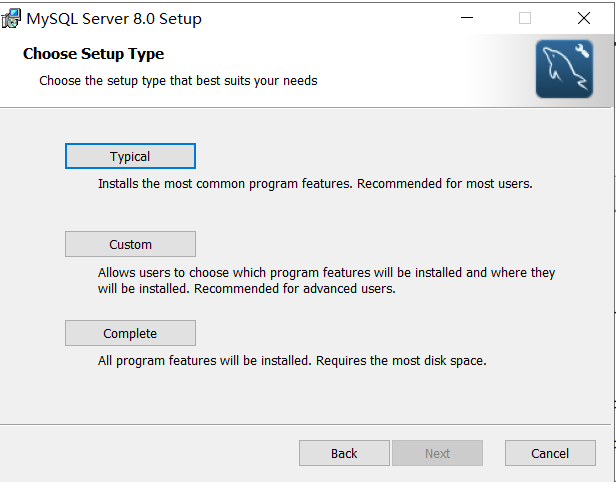 MySQL Server 8.0 Setup
Choose Setup Type
Choose the setup type that best suits your needs
Typical
Installs the most common program features. Recommended for most users.
Custom
Allows users to choose which program features will be installed and where they
will be installed. Recommended for advanced users.
Complete
All program features will be installed. Requires the most disk space.
Back
Next
Cancel